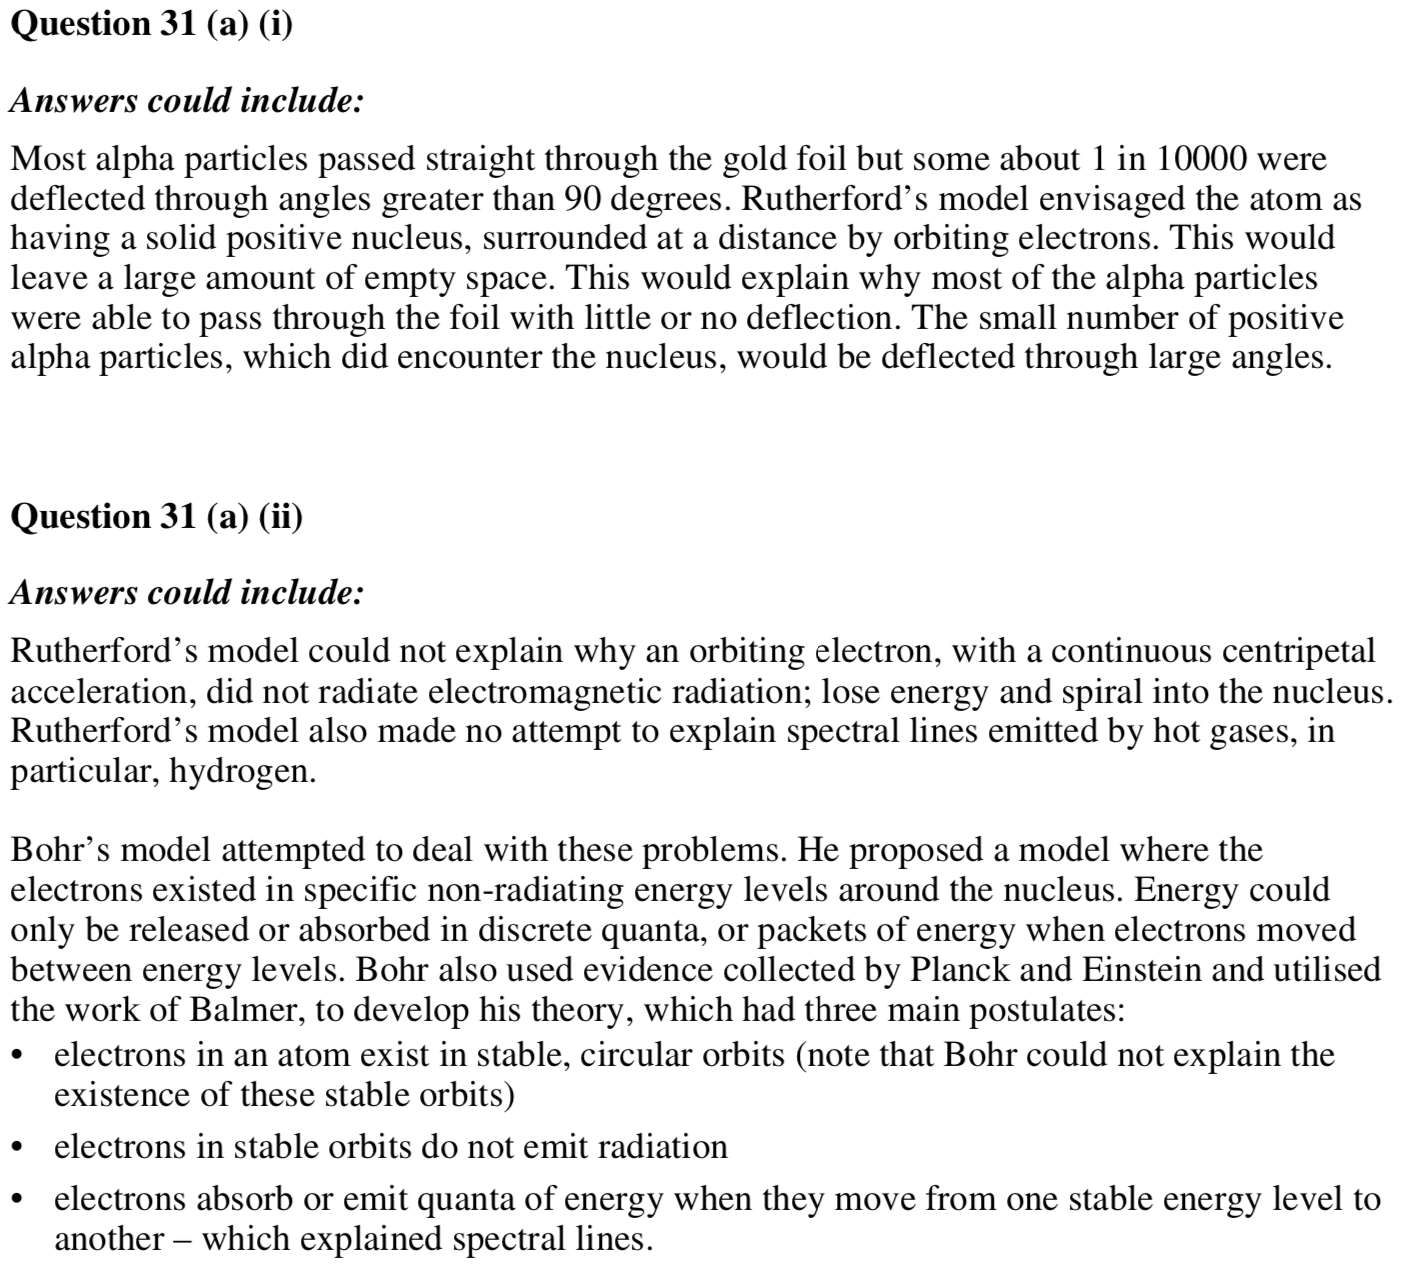 Question 31 (a) (i)
Answers could include:
Most alpha particles passed straight through the gold foil but some about 1 in 10000 were
deflected through angles greater than 90 degrees. Rutherford’s model envisaged the atom as
having a solid positive nucleus, surrounded at a distance by orbiting electrons. This would
leave a large amount of empty space. This would explain why most of the alpha particles
were able to pass through the foil with little or no deflection. The small number of positive
alpha particles, which did encounter the nucleus, would be deflected through large angles.
Question 31 (a) (ii)
Answers could include:
Rutherford’s model could not explain why an orbiting electron, with a continuous centripetal
acceleration, did not radiate electromagnetic radiation; lose energy and spiral into the nucleus.
Rutherford’s model also made no attempt to explain spectral lines emitted by hot gases, in
particular, hydrogen.
Bohr’s model attempted to deal with these problems. He proposed a model where the
electrons existed in specific non-radiating energy levels around the nucleus. Energy could
only be released or absorbed in discrete quanta, or packets of energy when electrons moved
between energy levels. Bohr also used evidence collected by Planck and Einstein and utilised
the work of Balmer, to develop his theory, which had three main postulates:
• electrons in an atom exist in stable, circular orbits (note that Bohr could not explain the
existence of these stable orbits)
• electrons in stable orbits do not emit radiation
• electrons absorb or emit quanta of energy when they move from one stable energy level to
another – which explained spectral lines.